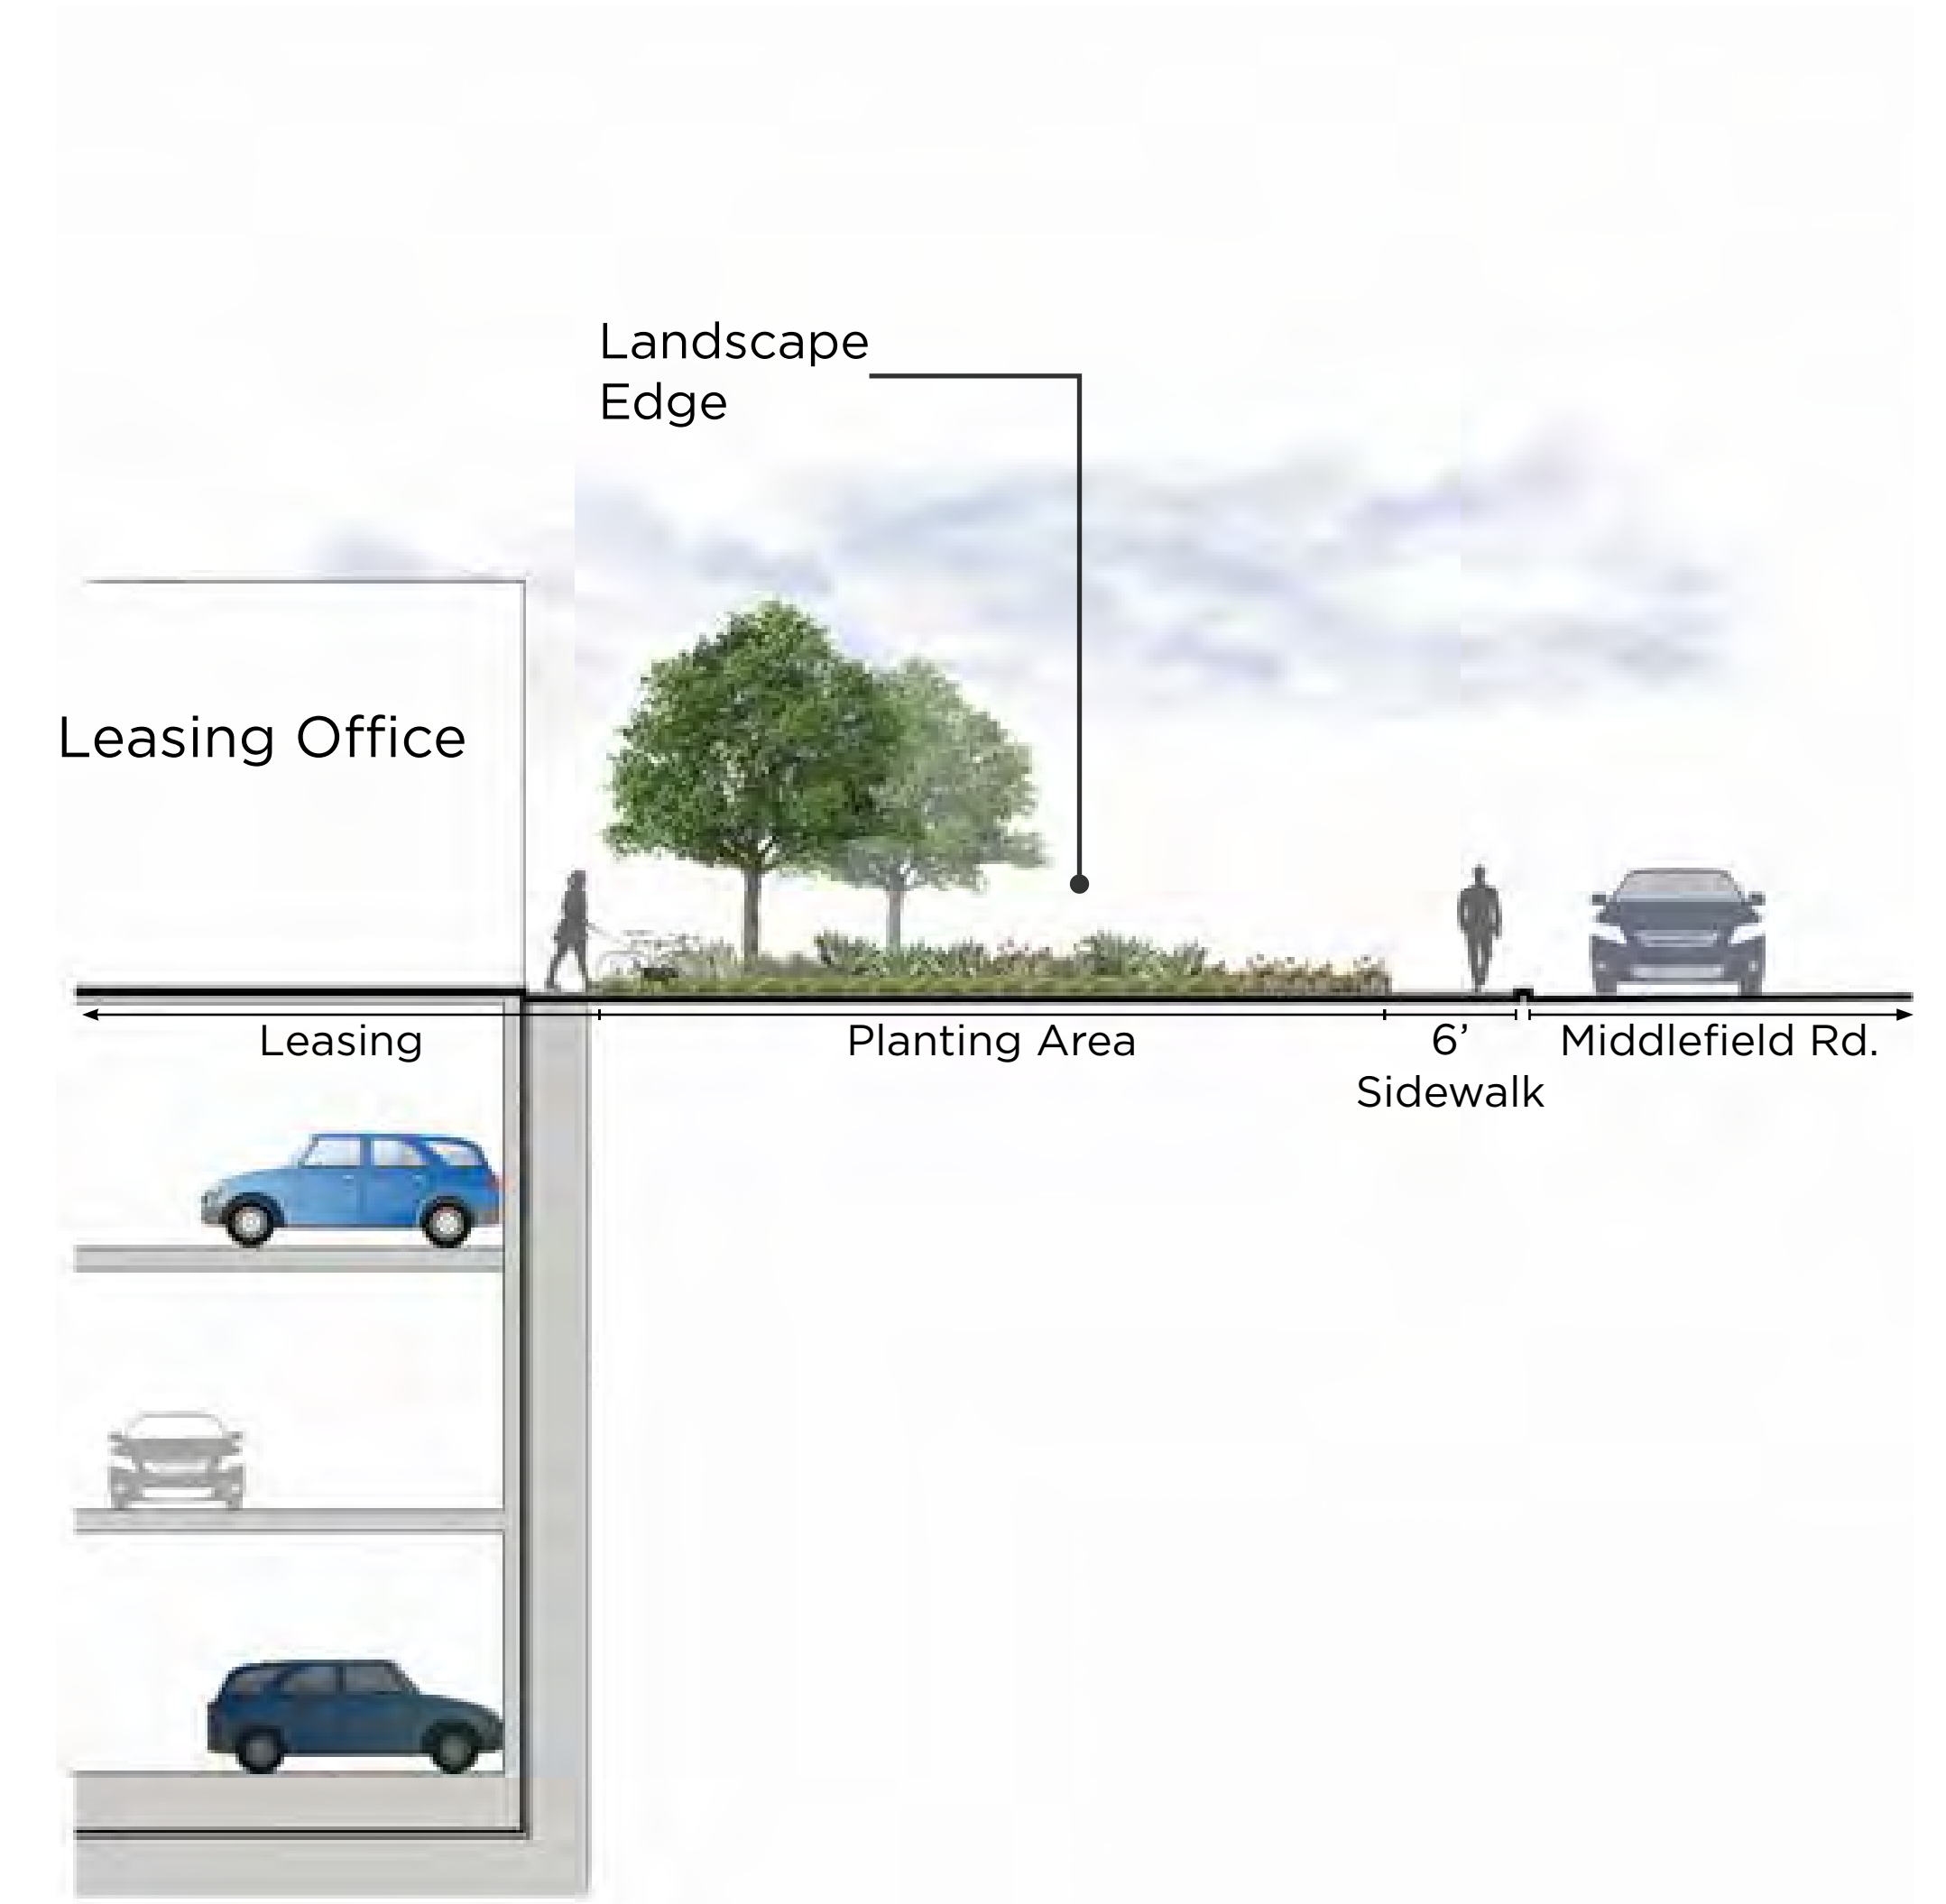 Landscape
Edge
Leasing Office
Leasing
Planting Area
6’
Sidewalk
Middlefield Rd.